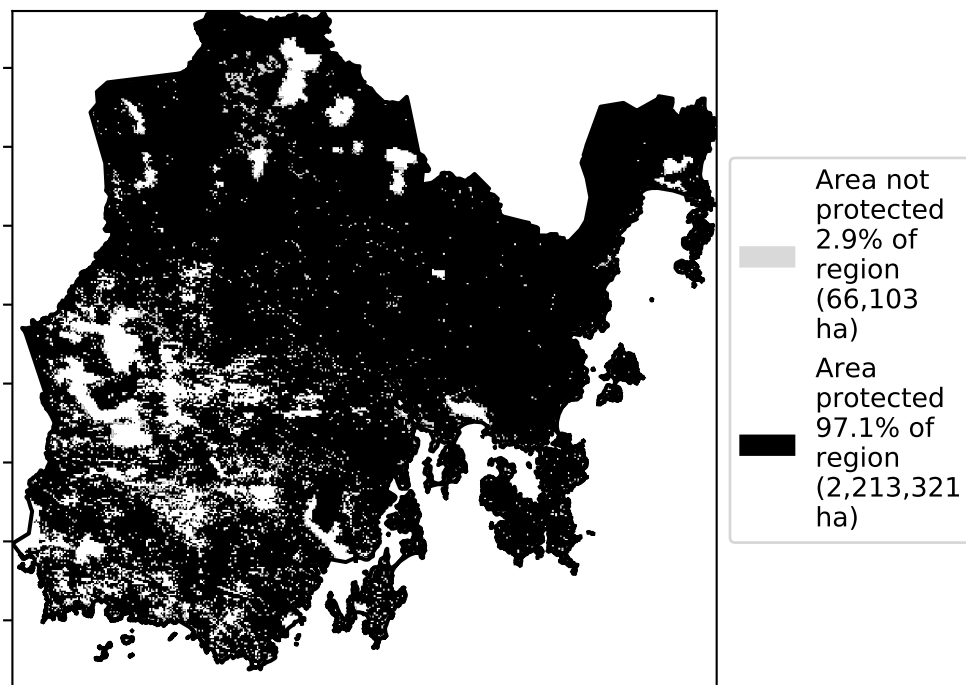 Area not
protected
2.9% of
region
(66,103
ha)
Area
protected
97.1% of
region
(2,213,321
ha)